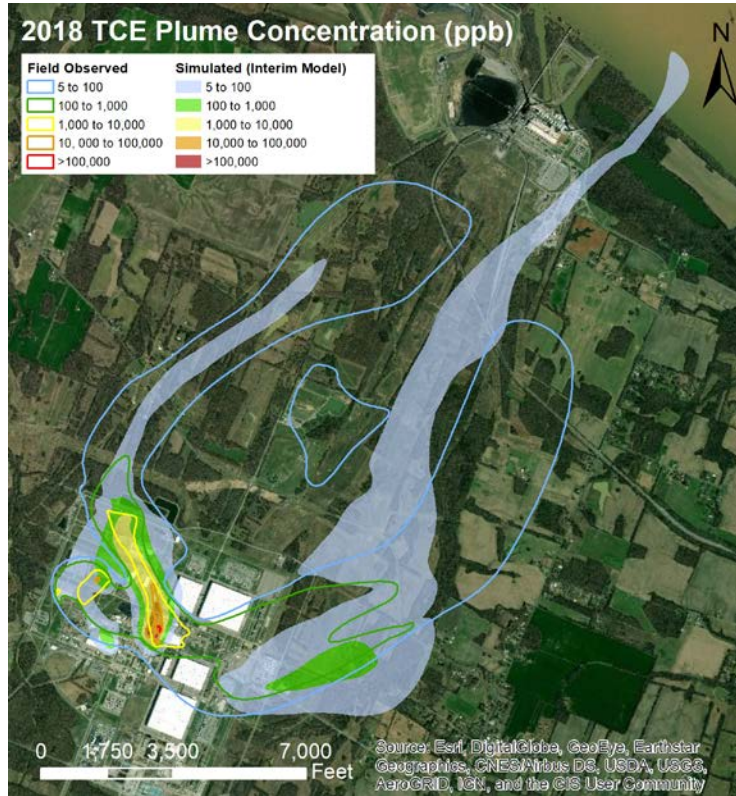 2018 TCE Plume Concentration (ppb)
N
Field Observed
5 to 100
100 to 1,000
1,000 to 10,000
10, 000 to 100,000
>100,000
Simulated (Interim Model)
5 to 100
100 to 1,000
1,000 to 10,000
10,000 to 100,000
>100,000
0 1,750 3,500 7,000
Feet
Source: Esri, DigitalGlobe, GeoEye, Earthstar
Geographics, CNES/Airbus DS, USDA, USGS,
AeroGRID, IGN, and the GIS User Community